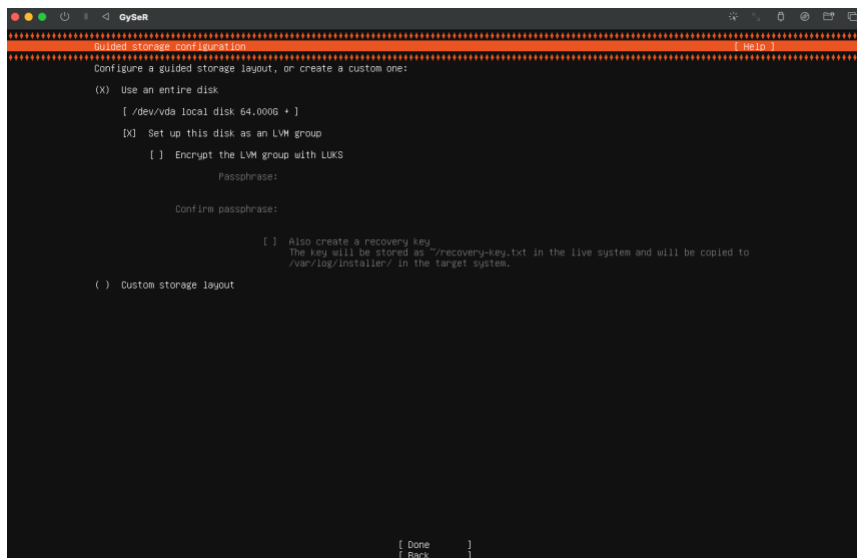 GySeR
Guided storage configuration [ Help ]
Configure a guided storage layout, or create a custom one:
(X) Use an entire disk
[ /dev/vda local disk 64.000G + ]
[X] Set up this disk as an LVM group
[ ] Encrypt the LVM group with LUKS
Passphrase:
Confirm passphrase:
[ ] Also create a recovery key
The key will be stored as ~/recovery-key.txt in the live system and will be copied to
/var/log/installer/ in the target system.
( ) Custom storage layout
[ Done ]
[ Back ]